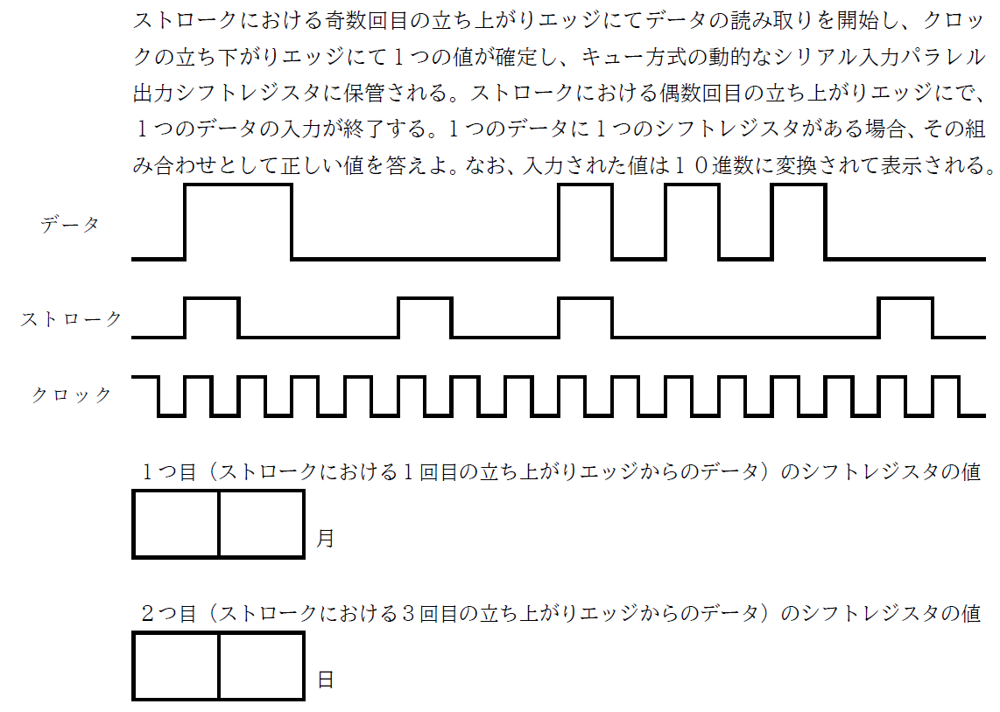 ストロークにおける奇数回目の立ち上がりエッジにてデータの読み取りを開始し、クロッ
クの立ち下がりエッジにて１つの値が確定し、キュー方式の動的なシリアル入力パラレル
出力シフトレジスタに保管される。ストロークにおける偶数回目の立ち上がりエッジにで、
１つのデータの入力が終了する。１つのデータに１つのシフトレジスタがある場合、その組
み合わせとして正しい値を答えよ。なお、入力された値は１０進数に変換されて表示される。
データ
ストローク
クロック
１つ目（ストロークにおける１回目の立ち上がりエッジからのデータ）のシフトレジスタの値
月
２つ目（ストロークにおける３回目の立ち上がりエッジからのデータ）のシフトレジスタの値
日